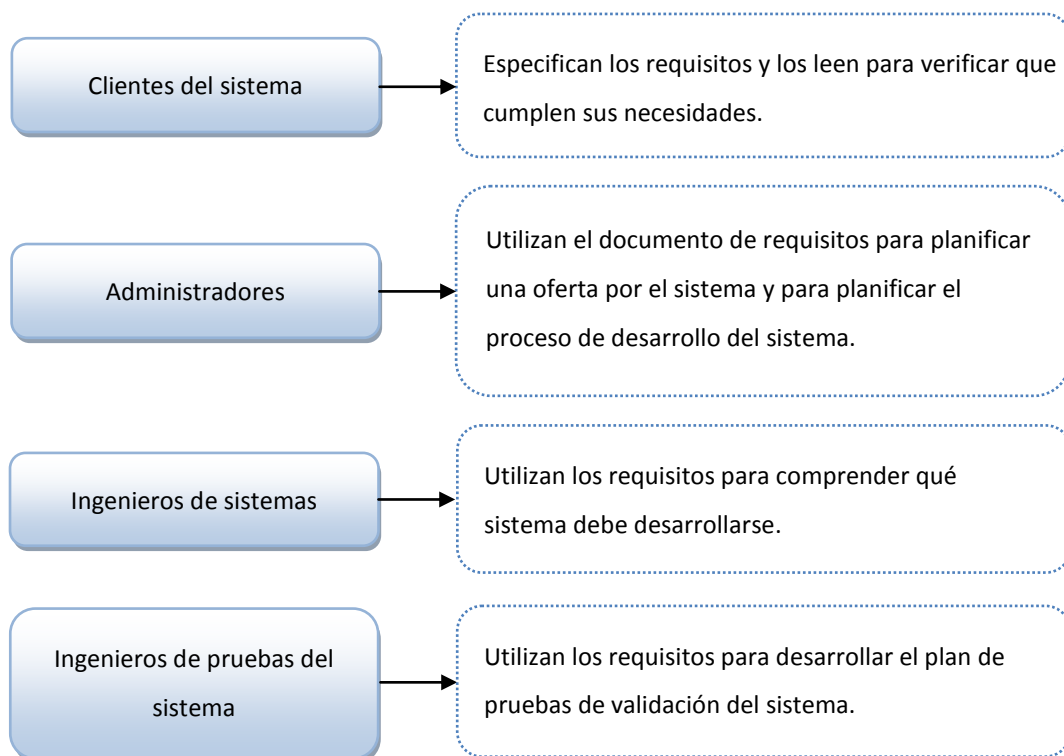 Clientes del sistema
Especifican los requisitos y los leen para verificar que
cumplen sus necesidades.
Administradores
Utilizan el documento de requisitos para planificar
una oferta por el sistema y para planificar el
proceso de desarrollo del sistema.
Ingenieros de sistemas
Utilizan los requisitos para comprender qué
sistema debe desarrollarse.
Ingenieros de pruebas del
sistema
Utilizan los requisitos para desarrollar el plan de
pruebas de validación del sistema.